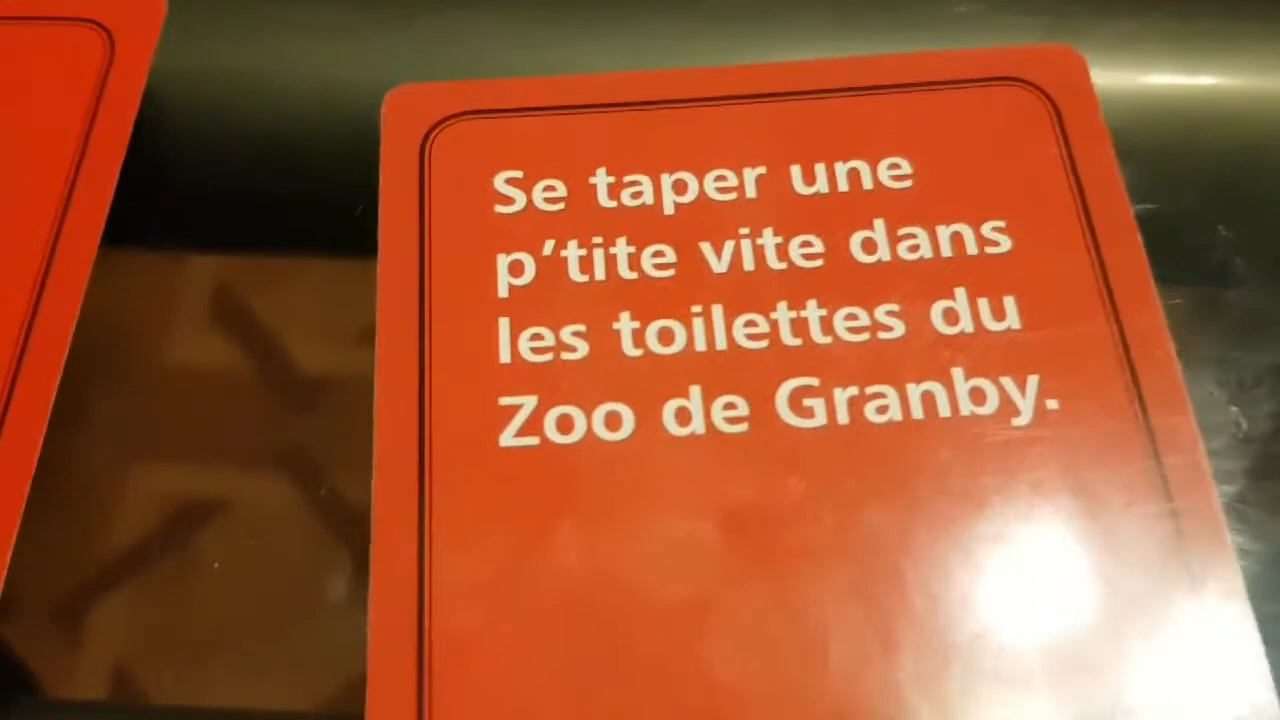 Se taper une
p'tite vite dans
les toilettes du
Zoo de Granby.